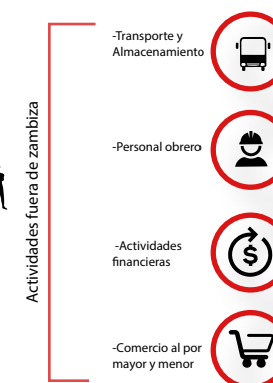 -Transporte y
Almacenamiento
-Personal obrero
Actividades fuera de zambiza
-Actividades
financieras
$
-Comercio al por
mayor y menor